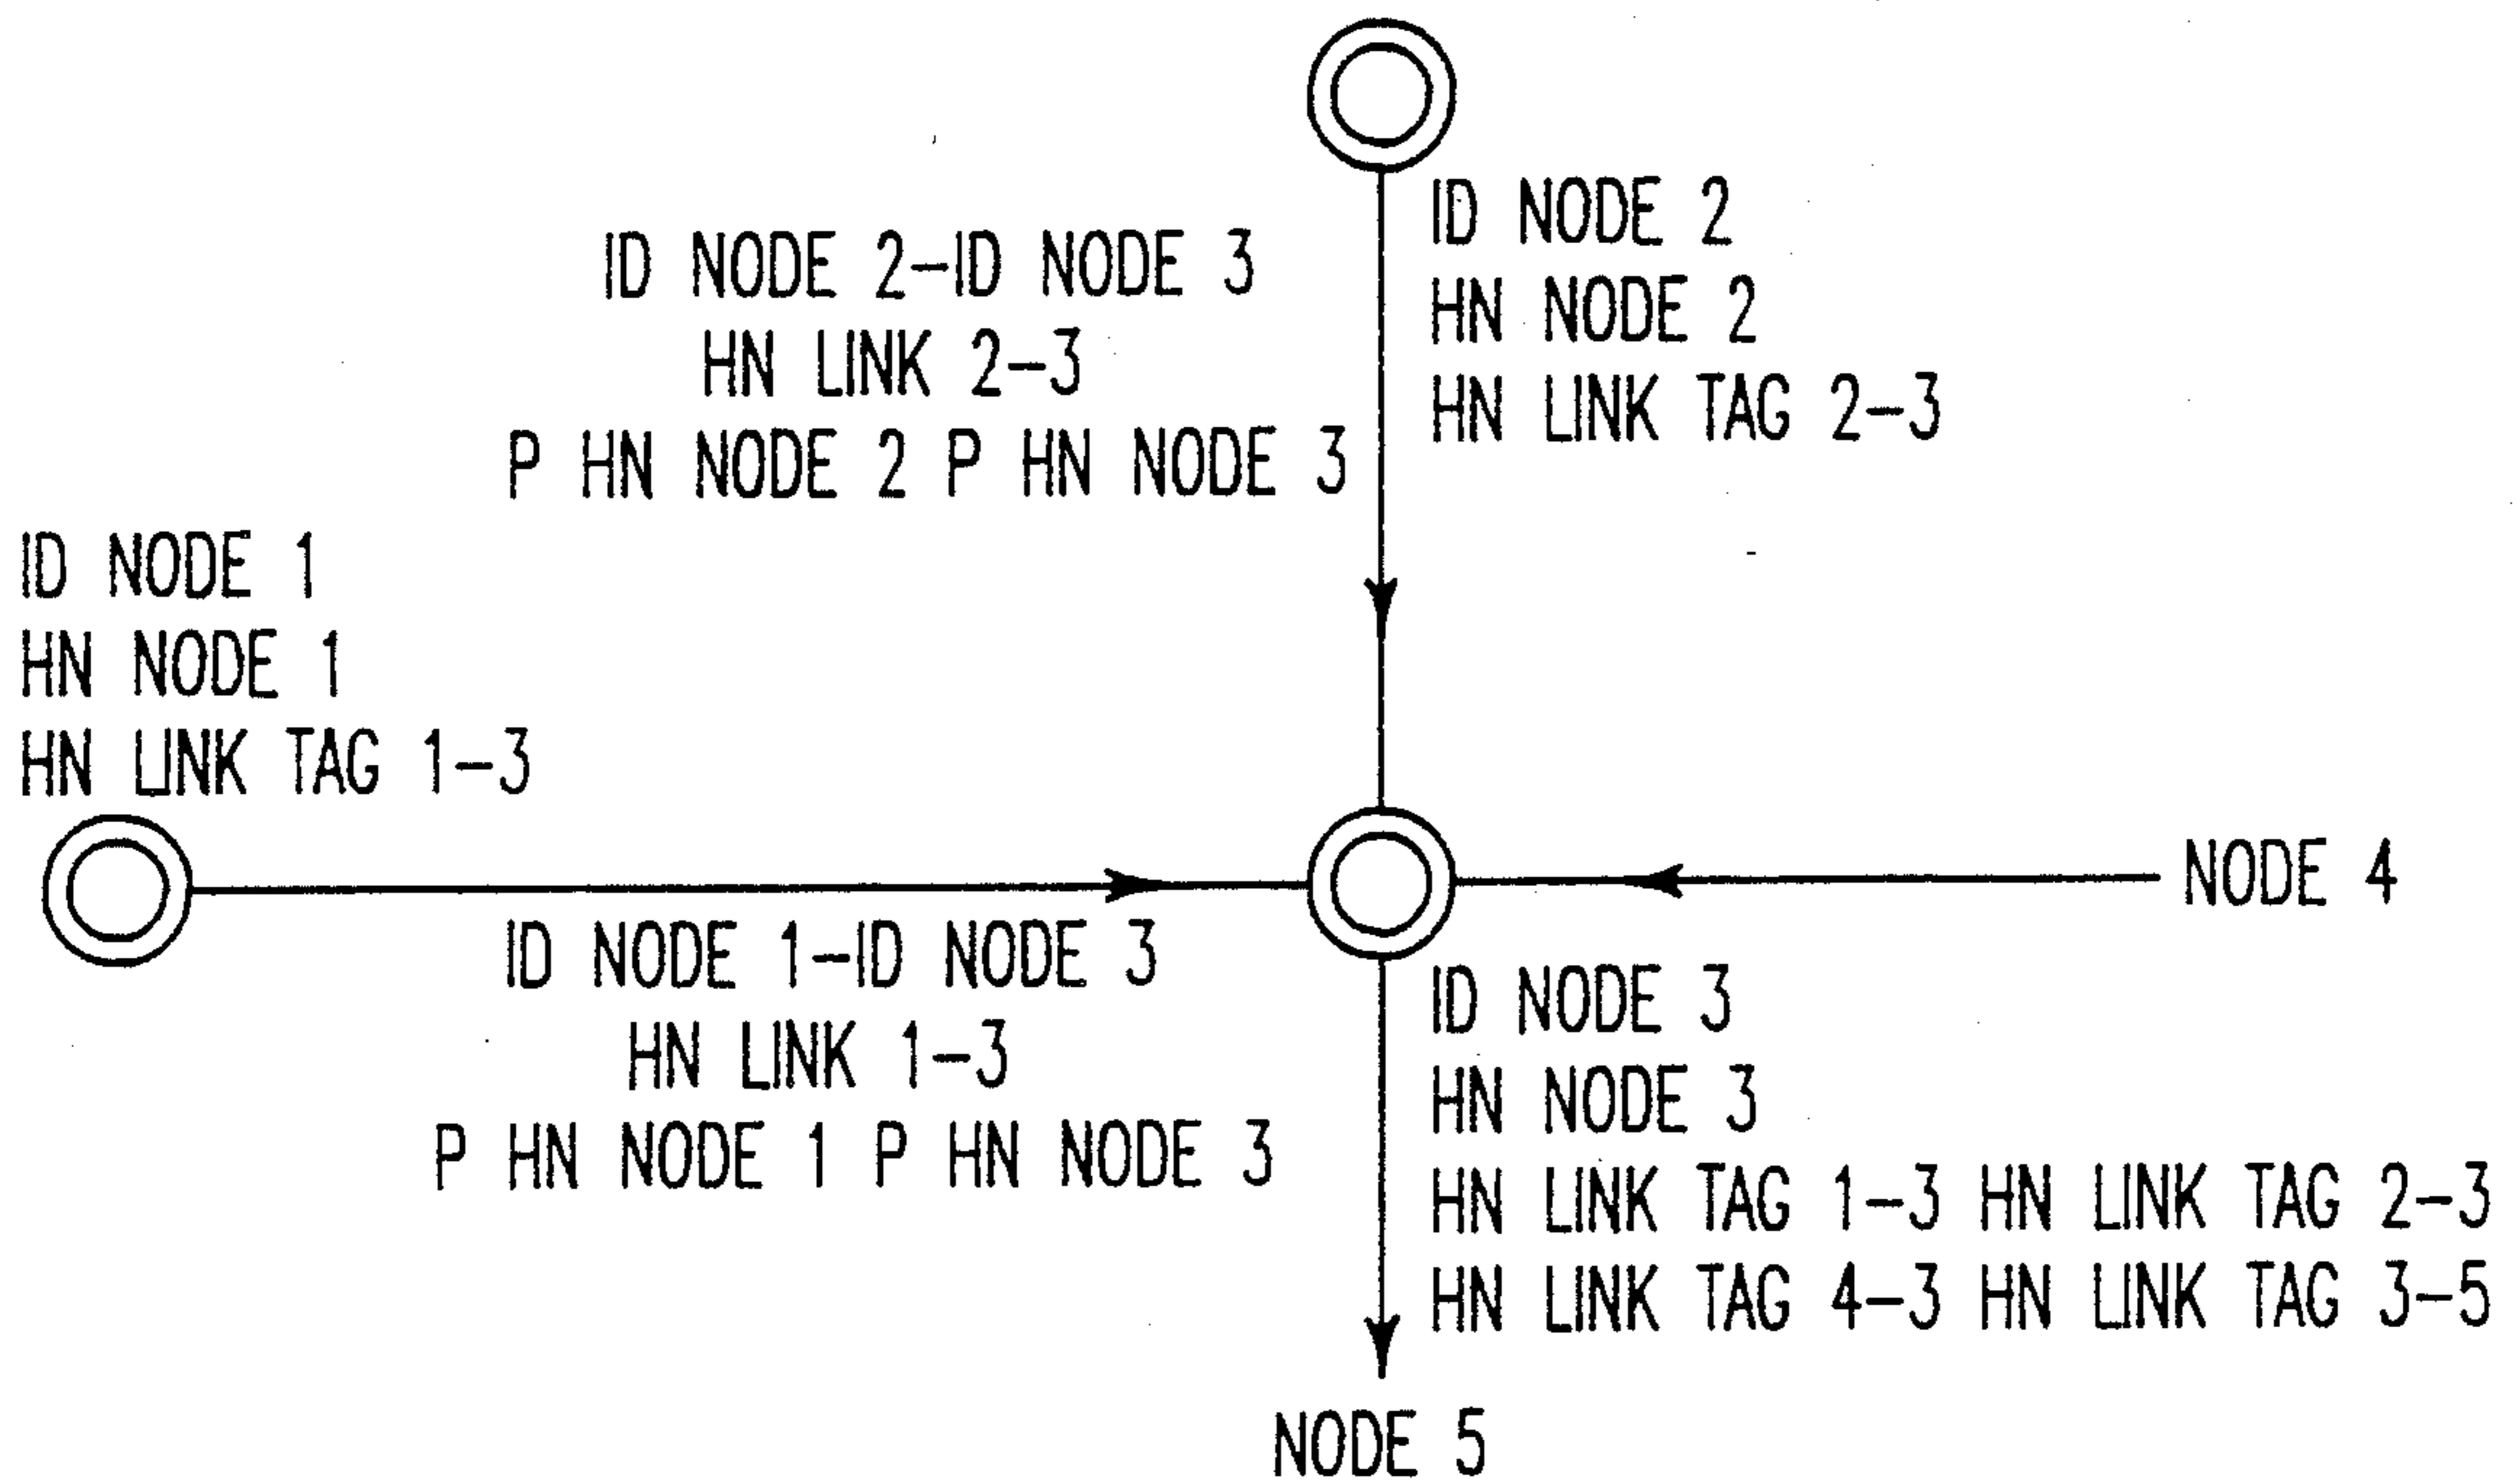 ID NODE 2
HN NODE 2
HN LINK TAG 2-3
ID NODE 2-ID NODE 3
HN LINK 2-3
P HN NODE 2 P HN NODE 3
ID NODE 1
HN NODE 1
HN LINK TAG 1-3
NODE 4
ID NODE 1-ID NODE 3
HN LINK 1-3
P HN NODE 1 P HN NODE 3
ID NODE 3
HN NODE 3
HN LINK TAG 1-3 HN LINK TAG 2-3
HN LINK TAG 4-3 HN LINK TAG 3-5
NODE 5